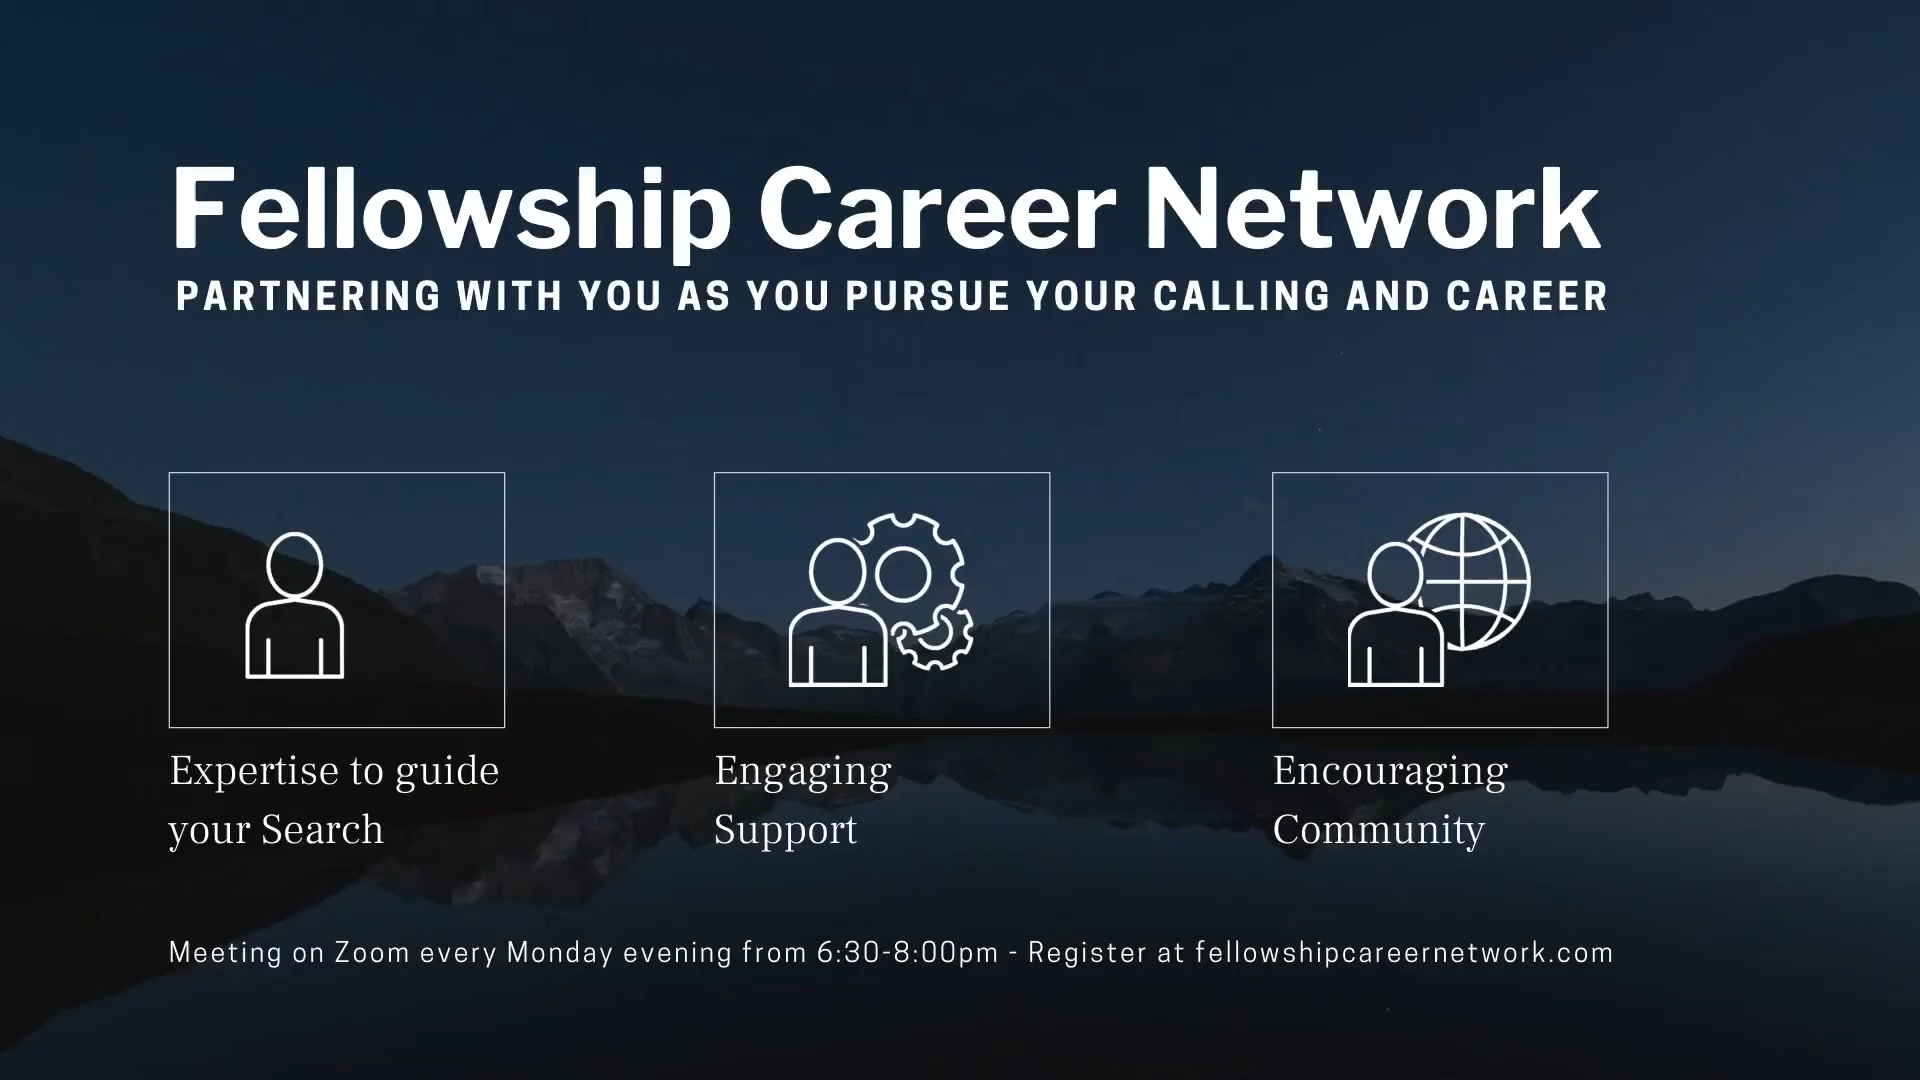 Fellowship Career Network
PARTNERING WITH YOU AS YOU PURSUE YOUR CALLING AND CAREER
Expertise to guide
your Search
Engaging
Support
Encouraging
Community
Meeting on Zoom every Monday evening from 6:30-8:00pm - Register at fellowshipcareernetwork.com